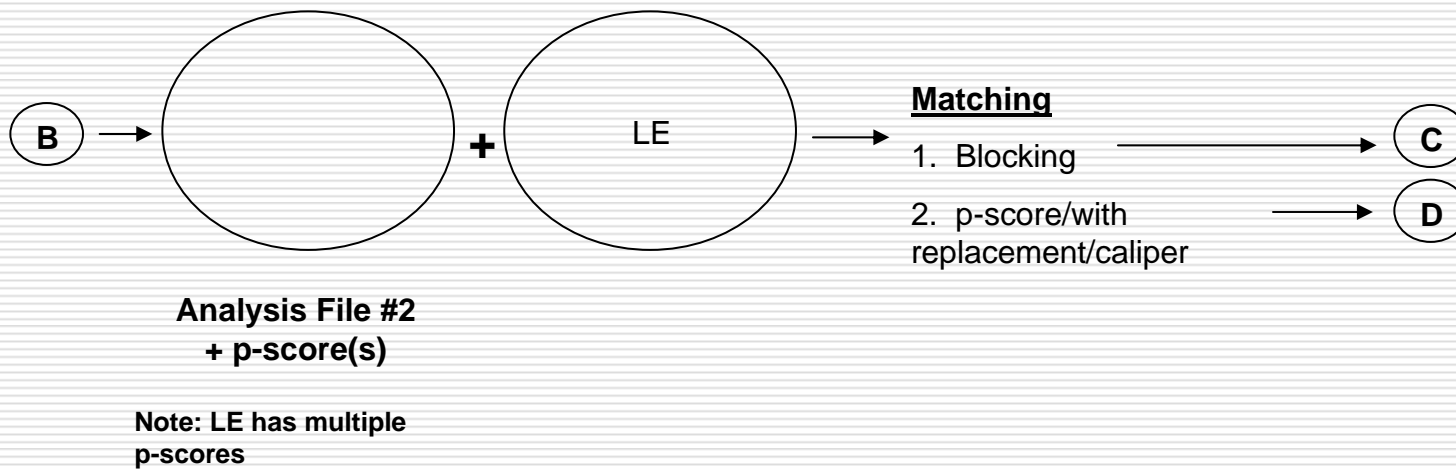 B
+
LE
Matching
1. Blocking
C
2. p-score/with
replacement/caliper
D
Analysis File #2
+ p-score(s)
Note: LE has multiple
p-scores